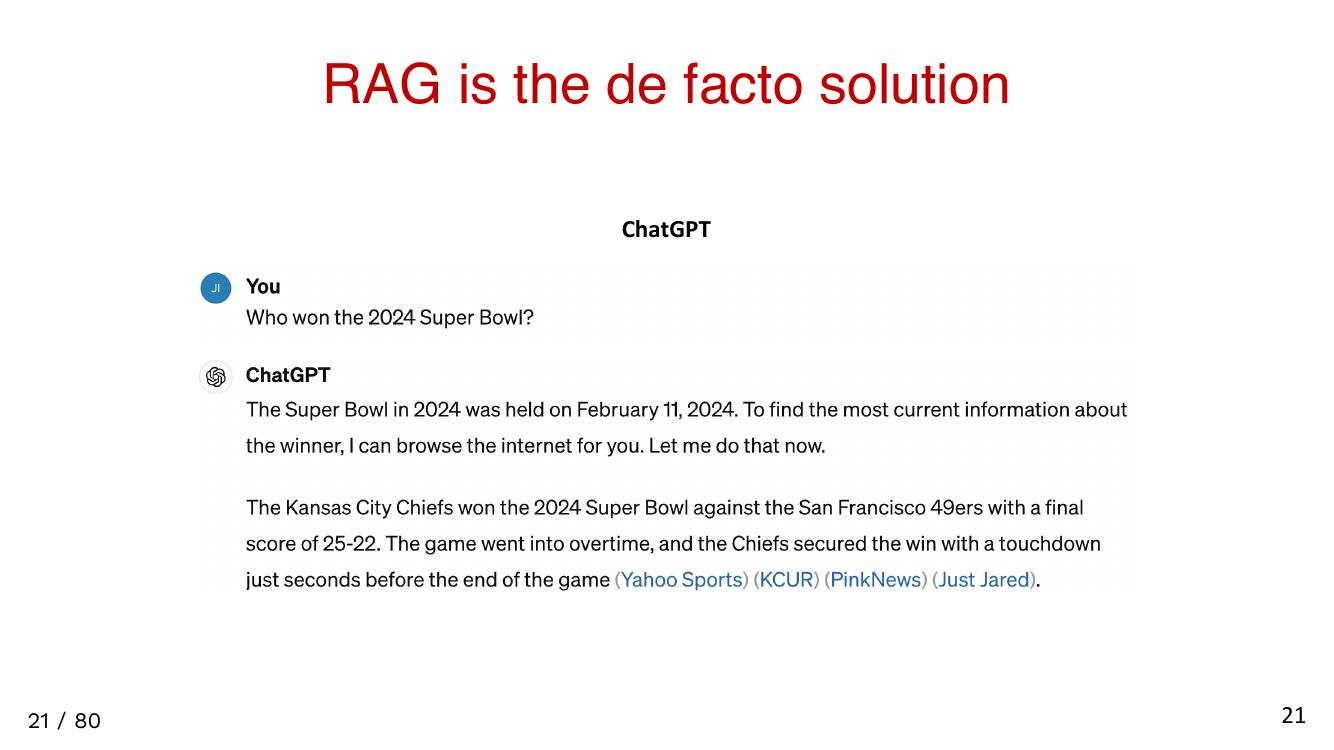 RAG is the de facto solution
ChatGPT
JI
You
Who won the 2024 Super Bowl?
ChatGPT
The Super Bowl in 2024 was held on February 11, 2024. To find the most current information about
the winner, I can browse the internet for you. Let me do that now.
The Kansas City Chiefs won the 2024 Super Bowl against the San Francisco 49ers with a final
score of 25-22. The game went into overtime, and the Chiefs secured the win with a touchdown
just seconds before the end of the game (Yahoo Sports) (KCUR) (PinkNews) (Just Jared).
21 / 80
21